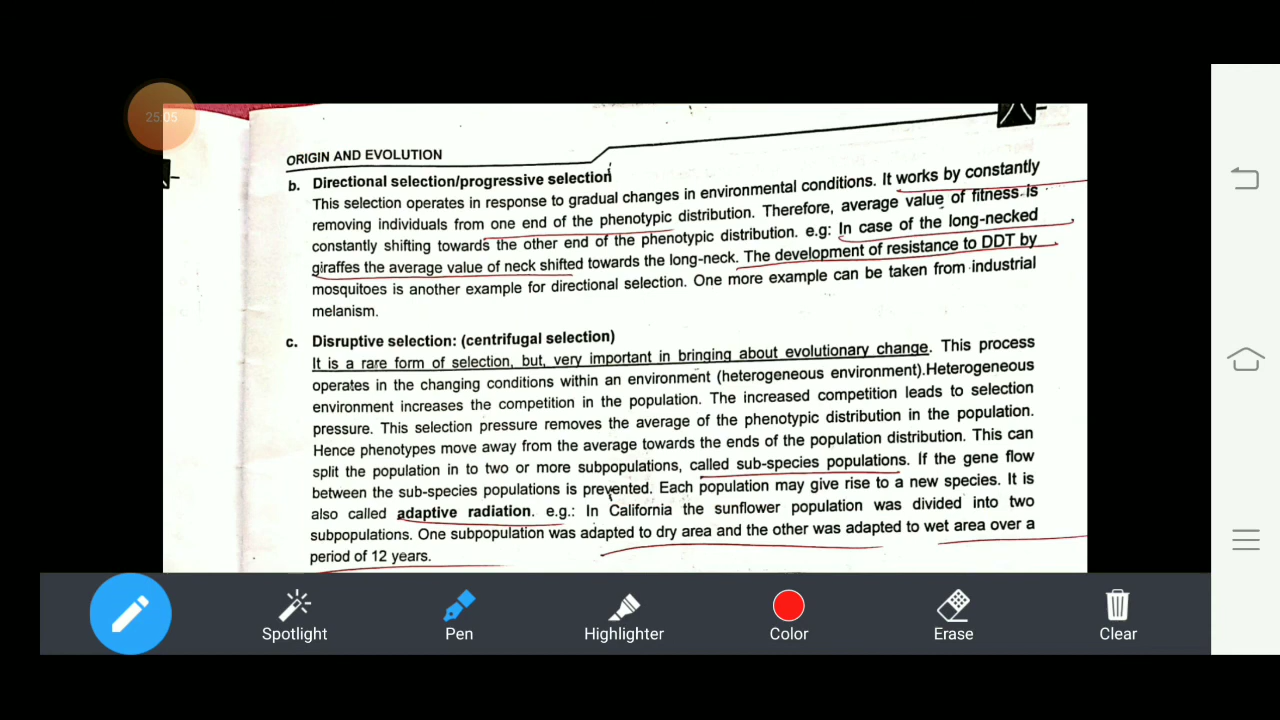 25:05
ORIGIN AND EVOLUTION
b. Directional selection/progressive selection
This selection operates in response to gradual changes in environmental conditions. It works by constantly
removing individuals from one end of the phenotypic distribution. Therefore, average value of fitness is
constantly shifting towards the other end of the phenotypic distribution. e.g: In case of the long-necked
giraffes the average value of neck shifted towards the long-neck. The development of resistance to DDT by
mosquitoes is another example for directional selection. One more example can be taken from industrial
melanism.
c. Disruptive selection: (centrifugal selection)
It is a rare form of selection, but, very important in bringing about evolutionary change. This process
operates in the changing conditions within an environment (heterogeneous environment).Heterogeneous
environment increases the competition in the population. The increased competition leads to selection
pressure. This selection pressure removes the average of the phenotypic distribution in the population.
Hence phenotypes move away from the average towards the ends of the population distribution. This can
split the population in to two or more subpopulations, called sub-species populations. If the gene flow
between the sub-species populations is prevented. Each population may give rise to a new species. It is
also called adaptive radiation. e.g.: In California the sunflower population was divided into two
subpopulations. One subpopulation was adapted to dry area and the other was adapted to wet area over a
period of 12 years.
Spotlight
Pen
Highlighter
Color
Erase
Clear